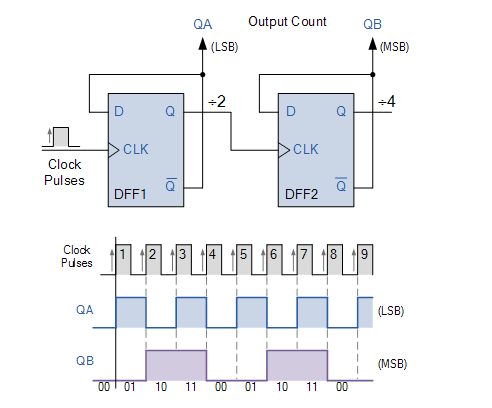 QA Output Count QB
(LSB) (MSB)
D Q ÷2 D Q ÷4
CLK CLK
Clock
Pulses
Q Q
DFF1 DFF2
Clock
Pulses
1 2 3 4 5 6 7 8 9
QA (LSB)
QB (MSB)
00 01 10 11 00 01 10 11 00